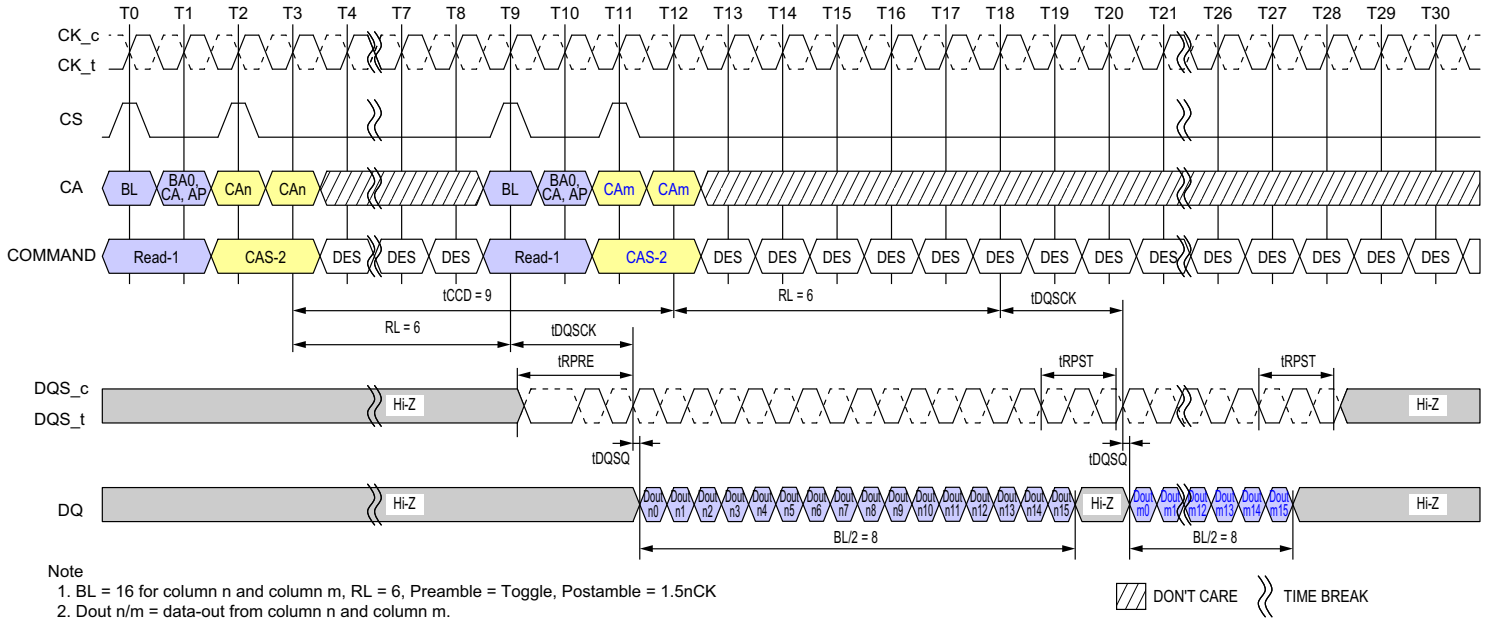 T0 T1 T2 T3 T4 T7 T8 T9 T10 T11 T12 T13 T14 T15 T16 T17 T18 T19 T20 T21 T26 T27 T28 T29 T30
CK_c
CK_t
CS
CA BL BA0, CA, AP CAn CAn BL BA0, CA, AP CAm CAm
COMMAND Read-1 CAS-2 DES DES DES Read-1 CAS-2 DES DES DES DES DES DES DES DES DES DES DES DES DES DES
tCCD = 9 RL = 6 tDQSCK
RL = 6 tDQSCK
tRPRE tRPST tRPST
DQS_c
DQS_t
Hi-Z Hi-Z
tDQSQ tDQSQ
DQ Hi-Z Dout n0 Dout n1 Dout n2 Dout n3 Dout n4 Dout n5 Dout n6 Dout n7 Dout n8 Dout n9 Dout n10 Dout n11 Dout n12 Dout n13 Dout n14 Dout n15 Hi-Z Dout m0 Dout m1 Dout m12 Dout m13 Dout m14 Dout m15 Hi-Z
BL/2 = 8 BL/2 = 8
Note
1. BL = 16 for column n and column m, RL = 6, Preamble = Toggle, Postamble = 1.5nCK
2. Dout n/m = data-out from column n and column m.
DON'T CARE TIME BREAK